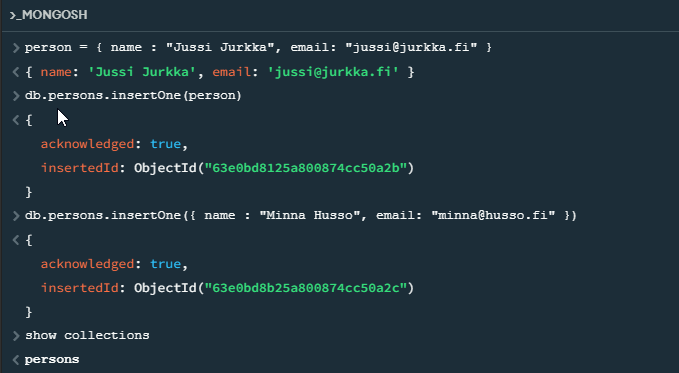 >_MONGOSH
> person = { name : "Jussi Jurkka", email: "jussi@jurkka.fi" }
< { name: 'Jussi Jurkka', email: 'jussi@jurkka.fi' }
> db.persons.insertOne(person)
< {
acknowledged: true,
insertedId: ObjectId("63e0bd8125a800874cc50a2b")
}
> db.persons.insertOne({ name : "Minna Husso", email: "minna@husso.fi" })
< {
acknowledged: true,
insertedId: ObjectId("63e0bd8b25a800874cc50a2c")
}
> show collections
< persons